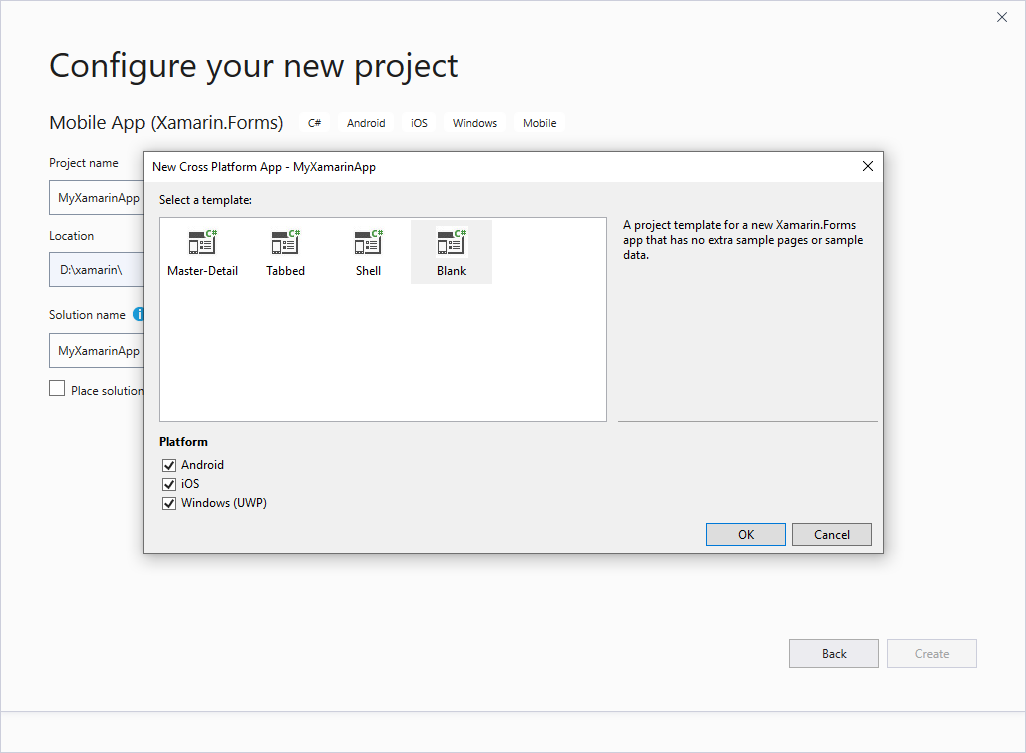 Configure your new project
Mobile App (Xamarin.Forms) C# Android iOS Windows Mobile
Project name
MyXamarinApp
Location
D:\xamarin\
Solution name
MyXamarinApp
Place solution
New Cross Platform App - MyXamarinApp
Select a template:
C# C# C# C#
Master-Detail Tabbed Shell Blank
A project template for a new Xamarin.Forms
app that has no extra sample pages or sample
data.
Platform
Android
iOS
Windows (UWP)
OK Cancel
Back Create